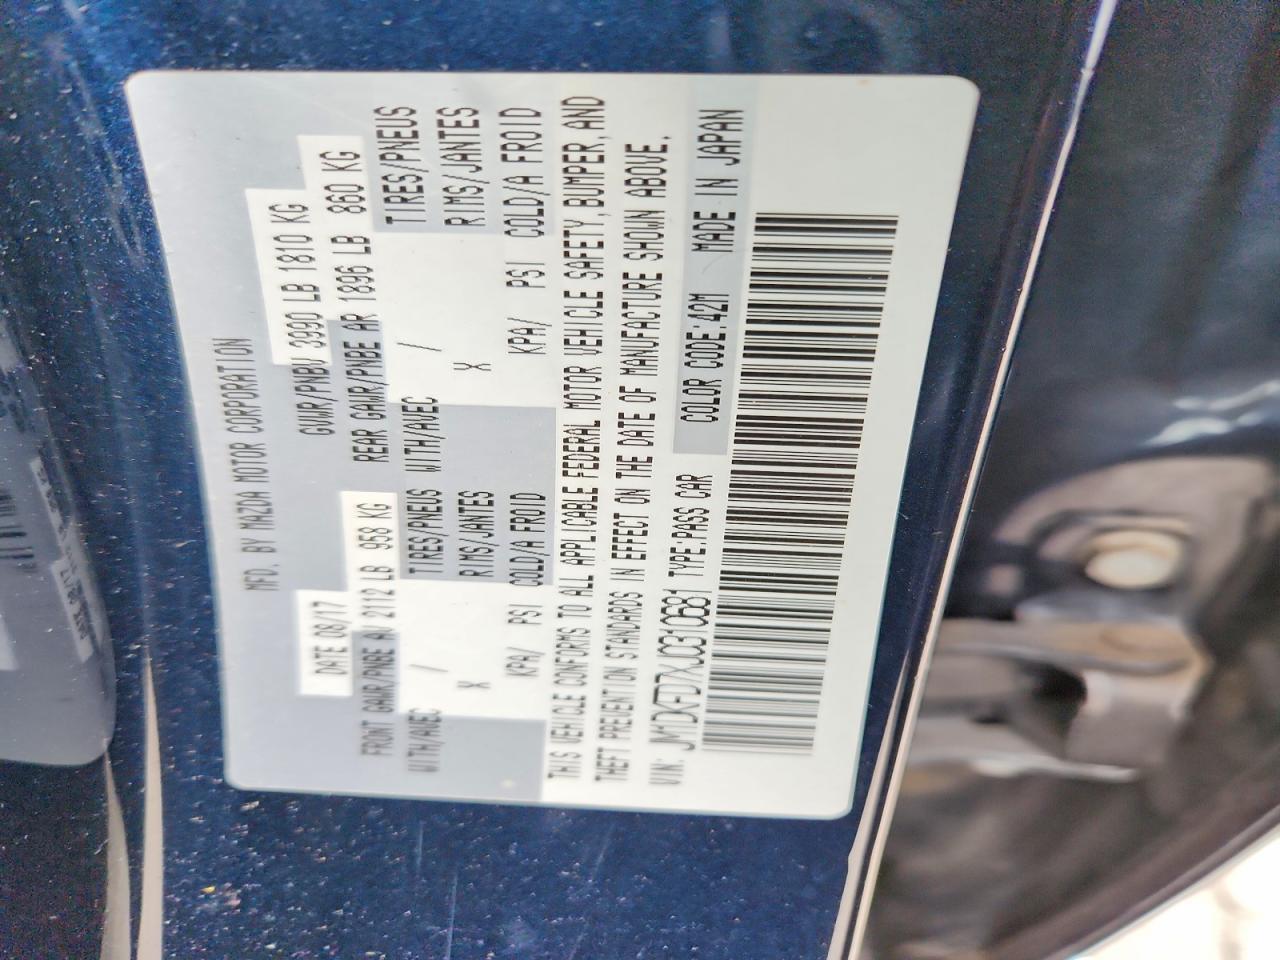 MFD. BY MAZDA MOTOR CORPORATION
DATE 08/17 GVWR/PNBV 3990 LB 1810 KG
FRONT GAWR/PNBE AV 2112 LB 958 KG REAR GAWR/PNBE AR 1896 LB 860 KG
WITH/AVEC / TIRES/PNEUS WITH/AVEC / TIRES/PNEUS
X RIMS/JANTES X RIMS/JANTES
KPA/ PSI COLD/A FROID KPA/ PSI COLD/A FROID
THIS VEHICLE CONFORMS TO ALL APPLICABLE FEDERAL MOTOR VEHICLE SAFETY, BUMPER, AND
THEFT PREVENTION STANDARDS IN EFFECT ON THE DATE OF MANUFACTURE SHOWN ABOVE.
VIN: JM1DKFD7XJ0310681 TYPE:PASS CAR COLOR CODE:42M MADE IN JAPAN